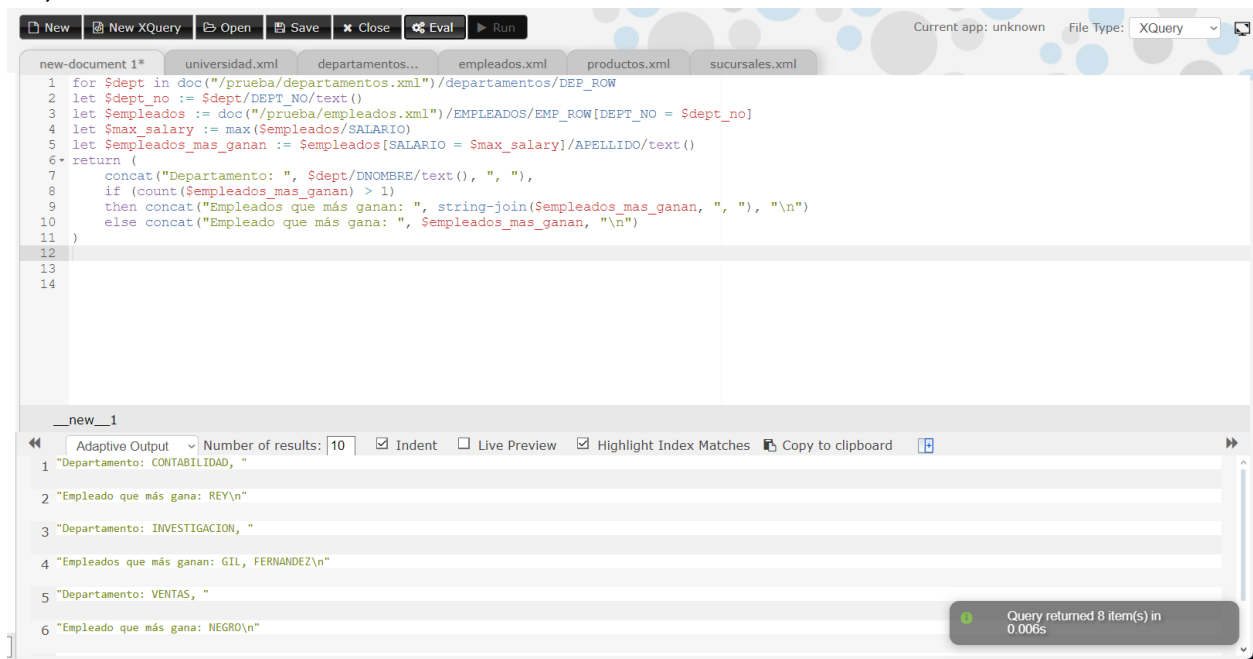 New New XQuery Open Save Close Eval Run Current app: unknown File Type: XQuery
new-document 1* universidad.xml departamentos... empleados.xml productos.xml sucursales.xml
1 for $dept in doc("/prueba/departamentos.xml")/departamentos/DEP_ROW
2 let $dept_no := $dept/DEPT_NO/text()
3 let $empleados := doc("/prueba/empleados.xml")/EMPLEADOS/EMP_ROW[DEPT_NO = $dept_no]
4 let $max_salary := max($empleados/SALARIO)
5 let $empleados_mas_ganan := $empleados[SALARIO = $max_salary]/APELLIDO/text()
6 return (
7 concat("Departamento: ", $dept/DNOMBRE/text(), ", "),
8 if (count($empleados_mas_ganan) > 1)
9 then concat("Empleados que más ganan: ", string-join($empleados_mas_ganan, ", "), "\n")
10 else concat("Empleado que más gana: ", $empleados_mas_ganan, "\n")
11 )
12
13
14
__new__1
Adaptive Output Number of results: 10 Indent Live Preview Highlight Index Matches Copy to clipboard
1 "Departamento: CONTABILIDAD, "
2 "Empleado que más gana: REY\n"
3 "Departamento: INVESTIGACION, "
4 "Empleados que más ganan: GIL, FERNANDEZ\n"
5 "Departamento: VENTAS, "
6 "Empleado que más gana: NEGRO\n"
Query returned 8 item(s) in
0.006s